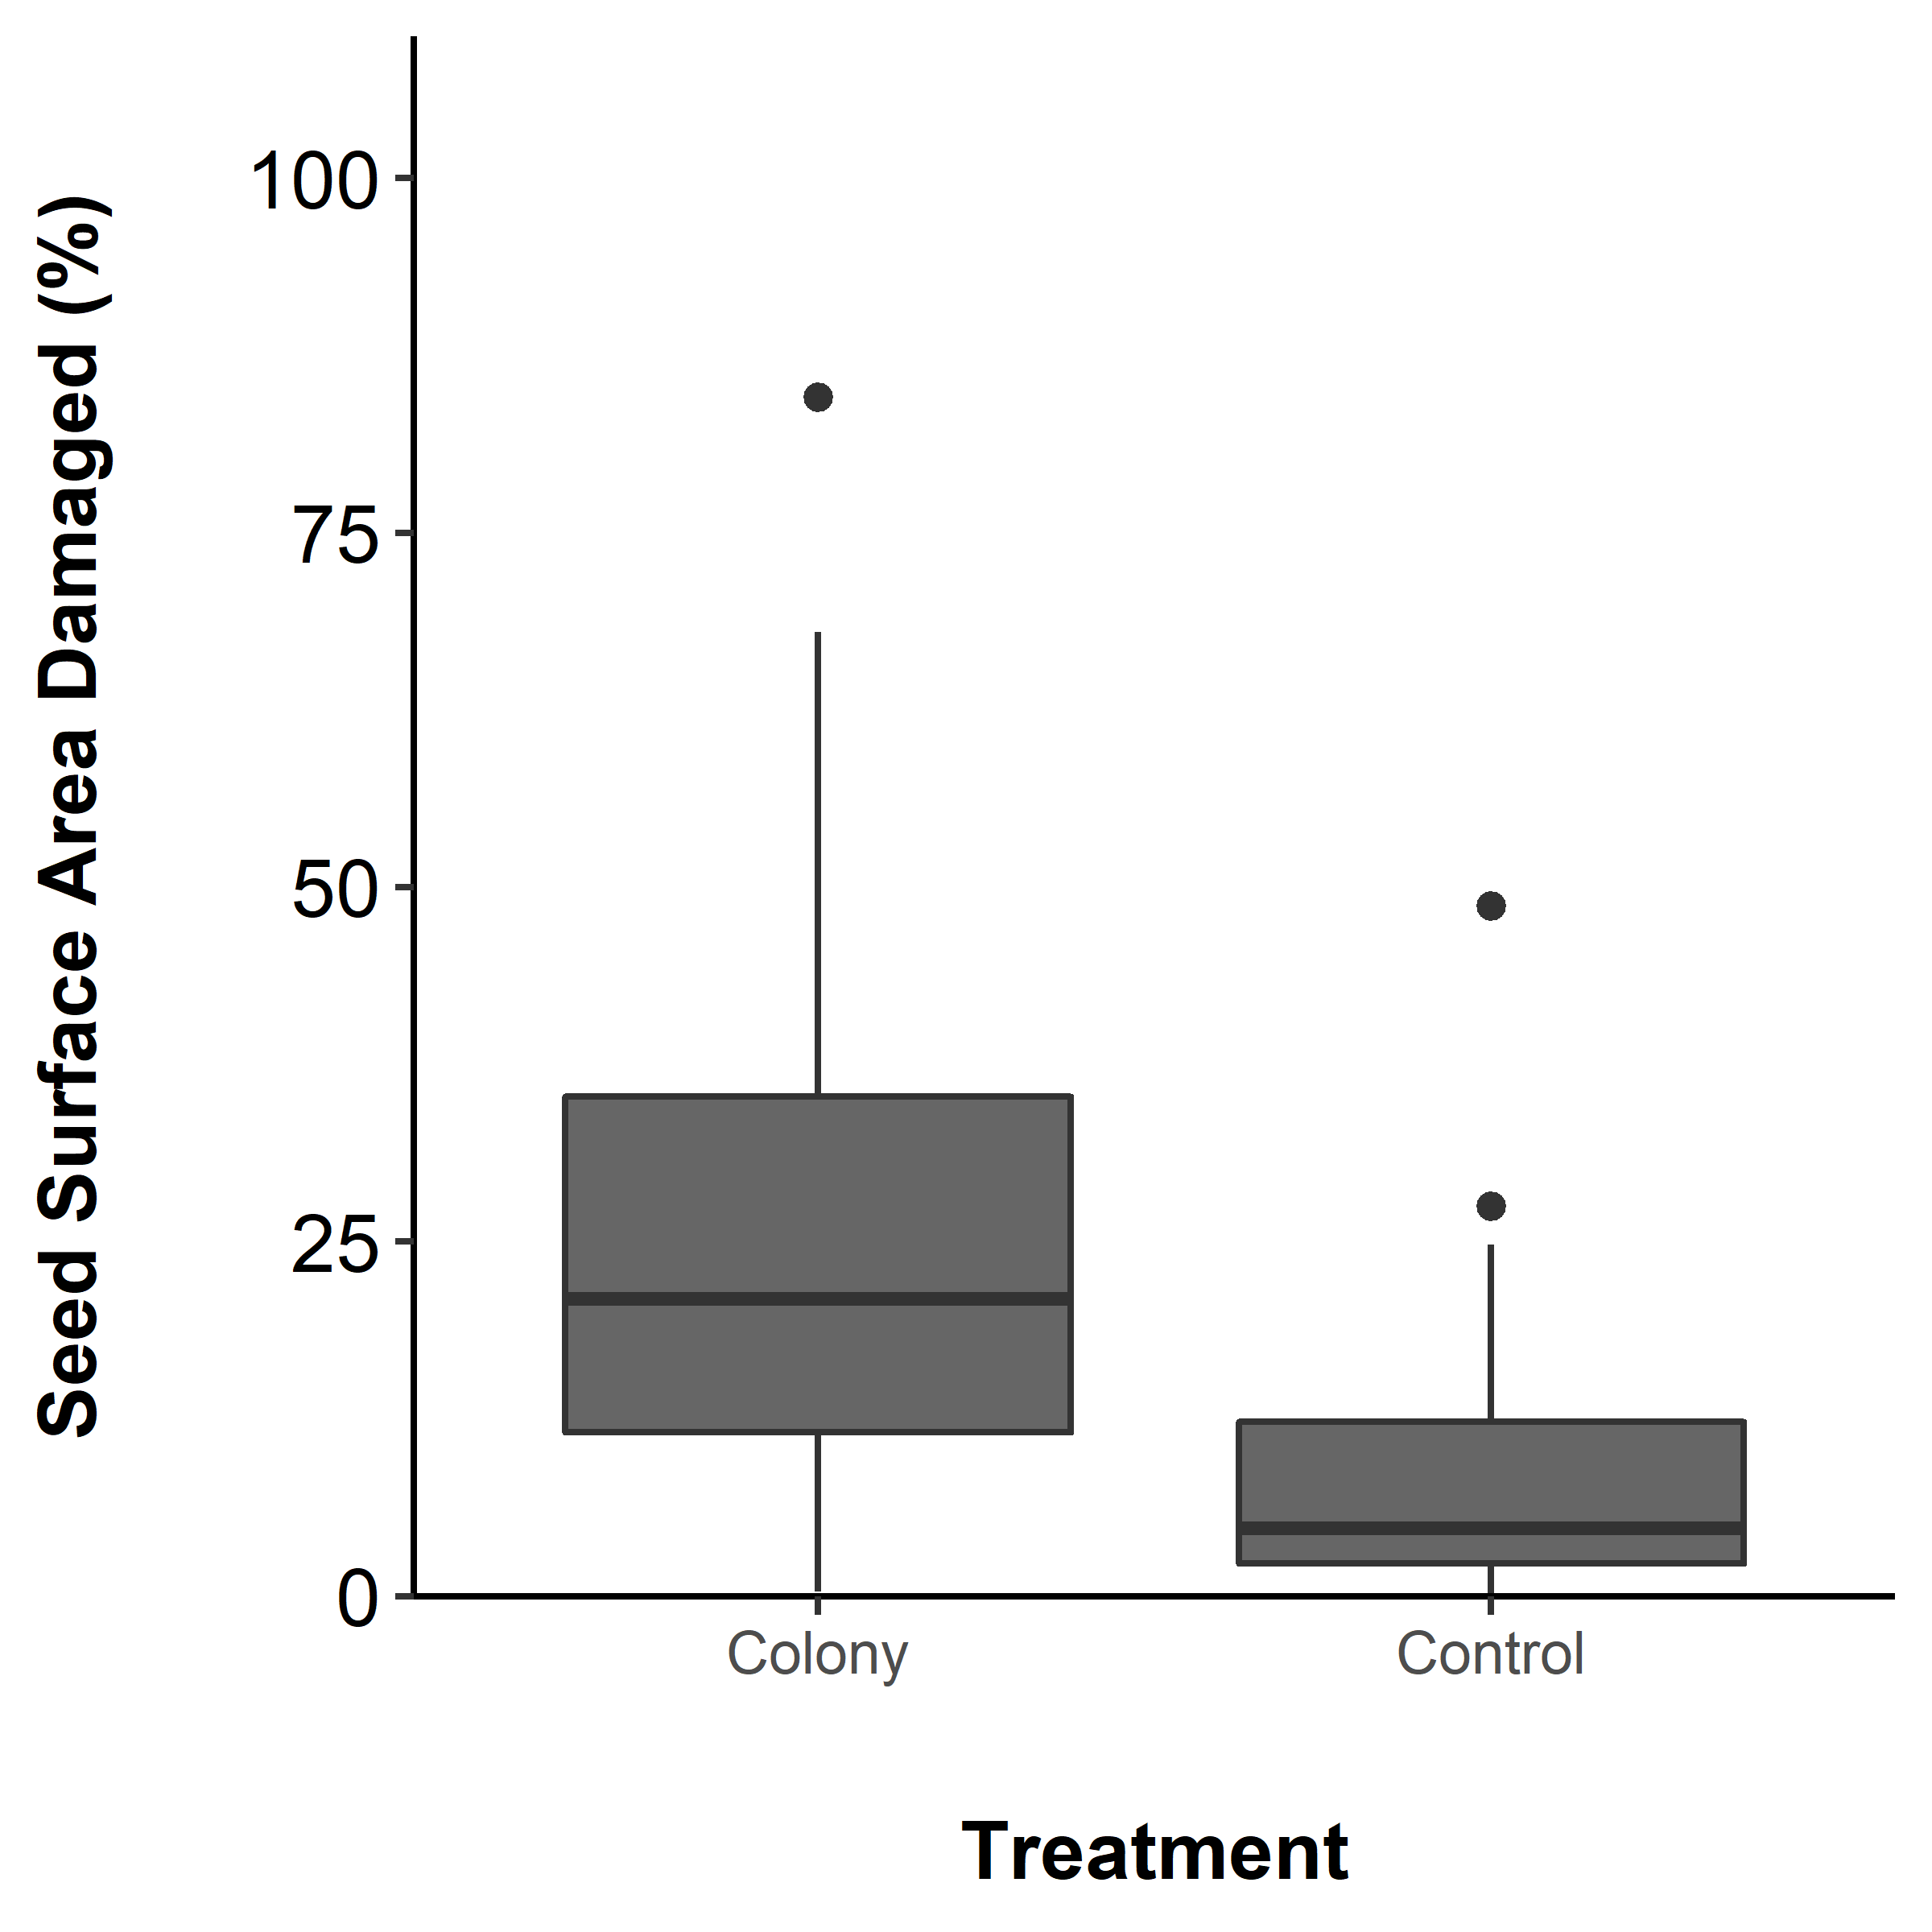 Seed Surface Area Damaged (%)
100
75
50
25
0
Colony
Control
Treatment